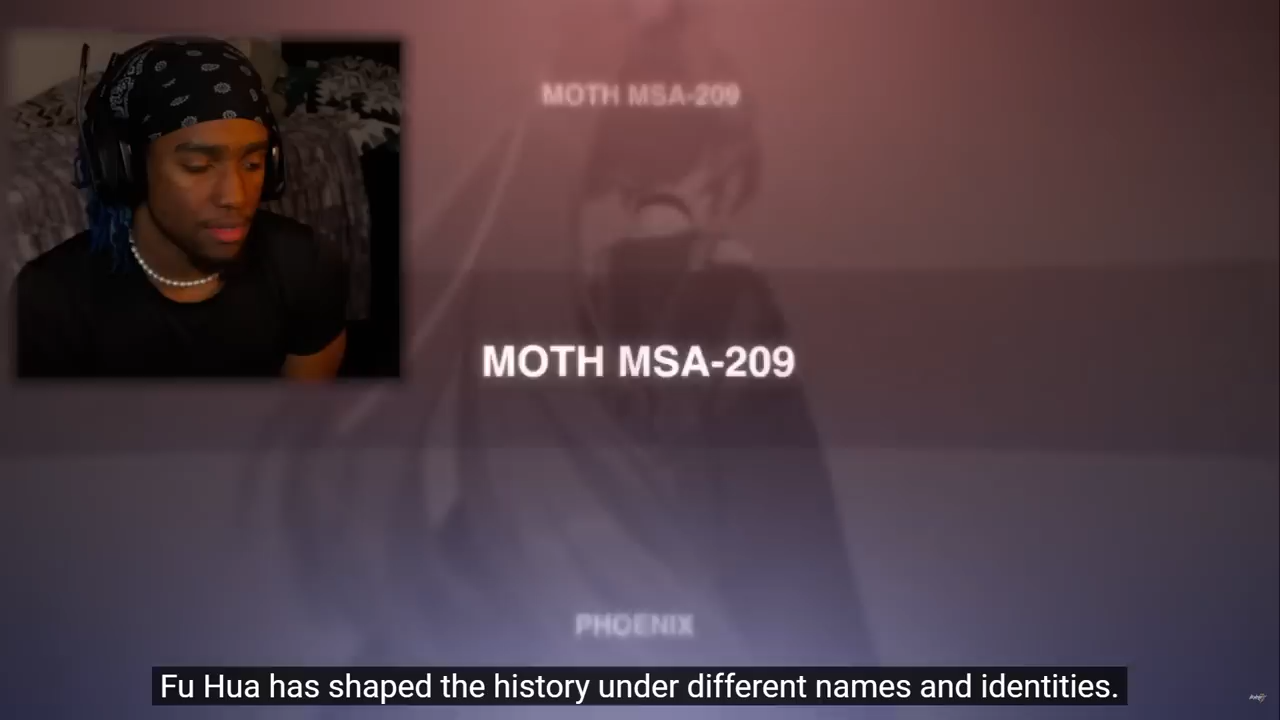 MOTH MSA-209
MOTH MSA-209
PHOENIX
Fu Hua has shaped the history under different names and identities.